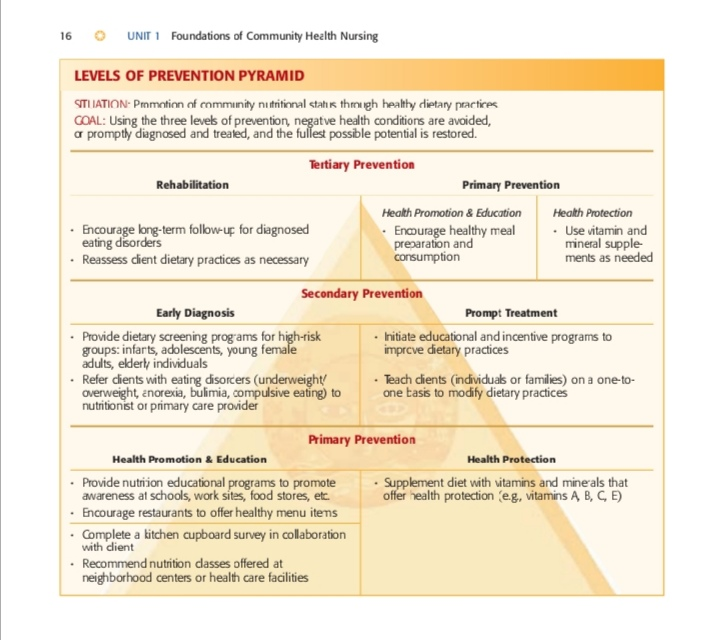 16 UNIT 1 Foundations of Community Health Nursing
LEVELS OF PREVENTION PYRAMID
SITUATION: Promotion of community nutritional status through healthy dietary practices.
GOAL: Using the three levels of prevention, negative health conditions are avoided,
or promptly diagnosed and treated, and the fullest possible potential is restored.
Tertiary Prevention
Rehabilitation
Primary Prevention
• Encourage long-term follow-up for diagnosed
eating disorders
• Reassess client dietary practices as necessary
Health Promotion & Education
• Encourage healthy meal
preparation and
consumption
Health Protection
• Use vitamin and
mineral supple-
ments as needed
Secondary Prevention
Early Diagnosis
• Provide dietary screening programs for high-risk
groups: infants, adolescents, young female
adults, elderly individuals
• Refer clients with eating disorders (underweight/
overweight, anorexia, bulimia, compulsive eating) to
nutritionist or primary care provider
Prompt Treatment
• Initiate educational and incentive programs to
improve dietary practices
• Teach clients (individuals or families) on a one-to-
one basis to modify dietary practices
Primary Prevention
Health Promotion & Education
• Provide nutrition educational programs to promote
awareness at schools, work sites, food stores, etc.
• Encourage restaurants to offer healthy menu items
• Complete a kitchen cupboard survey in collaboration
with client
• Recommend nutrition classes offered at
neighborhood centers or health care facilities
Health Protection
• Supplement diet with vitamins and minerals that
offer health protection (e.g., vitamins A, B, C, E)